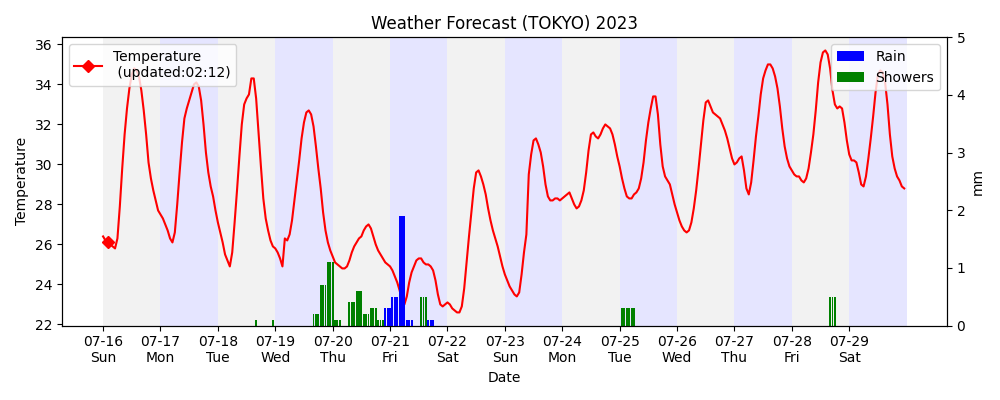 Weather Forecast (TOKYO) 2023
Temperature
(updated:02:12)
Rain
Showers
Temperature
36
34
32
30
28
26
24
22
5
4
3
2
1
0
mm
07-16 07-17 07-18 07-19 07-20 07-21 07-22 07-23 07-24 07-25 07-26 07-27 07-28 07-29
Sun Mon Tue Wed Thu Fri Sat Sun Mon Tue Wed Thu Fri Sat
Date